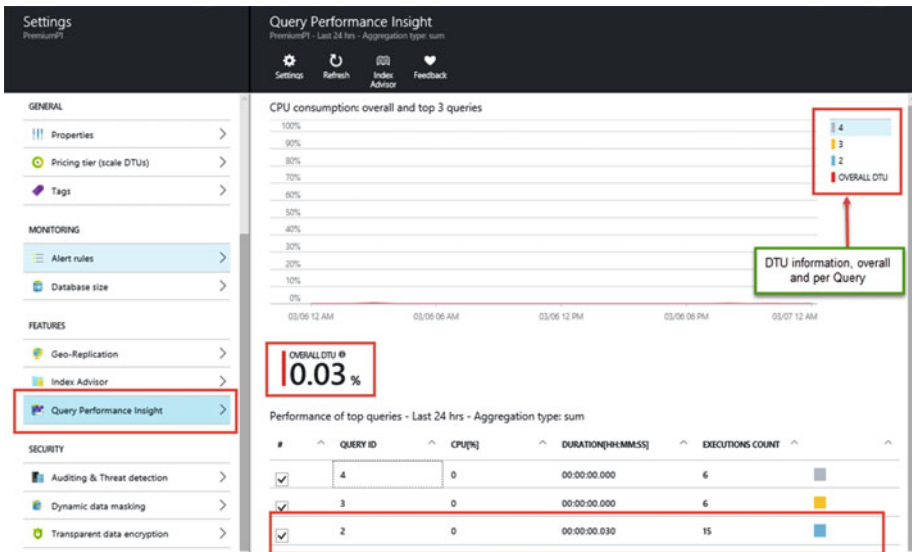 Settings
PremiumP1
Query Performance Insight
PremiumP1 - Last 24 hrs - Aggregation type: sum
Settings
Refresh
Index Advisor
Feedback
GENERAL
Properties
Pricing tier (scale DTUs)
Tags
MONITORING
Alert rules
Database size
FEATURES
Geo-Replication
Index Advisor
Query Performance Insight
SECURITY
Auditing & Threat detection
Dynamic data masking
Transparent data encryption
CPU consumption: overall and top 3 queries
100%
90%
80%
70%
60%
50%
40%
30%
20%
10%
0%
03/06 12 AM 03/06 06 AM 03/06 12 PM 03/06 06 PM 03/07 12 AM
4
3
2
OVERALL DTU
DTU information, overall
and per Query
OVERALL DTU
0.03 %
Performance of top queries - Last 24 hrs - Aggregation type: sum
# QUERY ID CPU[%] DURATION[HH:MM:SS] EXECUTIONS COUNT
4 0 00:00:00.000 6
3 0 00:00:00.000 6
2 0 00:00:00.030 15